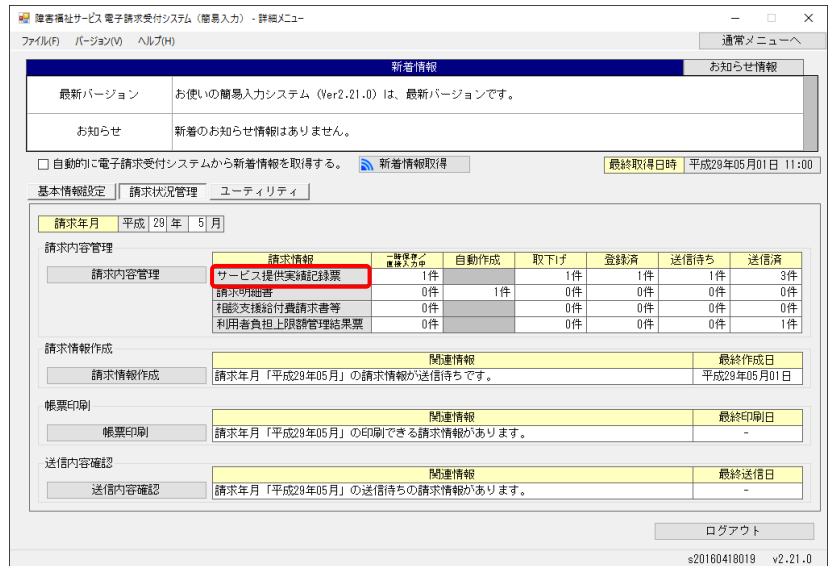 障害福祉サービス 電子請求受付システム（簡易入力） - 詳細メニュー
ファイル(F) バージョン(V) ヘルプ(H) 通常メニューへ
新着情報 お知らせ情報
最新バージョン お使いの簡易入力システム（Ver2.21.0）は、最新バージョンです。
お知らせ 新着のお知らせ情報はありません。
自動的に電子請求受付システムから新着情報を取得する。 新着情報取得 最終取得日時 平成29年05月01日 11:00
基本情報設定 請求状況管理 ユーティリティ
請求年月 平成 29 年 5 月
請求内容管理
請求情報 一時保存／直接入力中 自動作成 取下げ 登録済 送信待ち 送信済
請求内容管理 サービス提供実績記録票 1件 1件 1件 1件 3件
請求明細書 0件 1件 0件 0件 0件 0件
相談支援給付費請求書等 0件 0件 0件 0件 0件
利用者負担上限額管理結果票 0件 0件 0件 0件 1件
請求情報作成
関連情報 最終作成日
請求情報作成 請求年月「平成29年05月」の請求情報が送信待ちです。 平成29年05月01日
帳票印刷
関連情報 最終印刷日
帳票印刷 請求年月「平成29年05月」の印刷できる請求情報があります。 -
送信内容確認
関連情報 最終送信日
送信内容確認 請求年月「平成29年05月」の送信待ちの請求情報があります。 -
ログアウト
s20160418019 v2.21.0